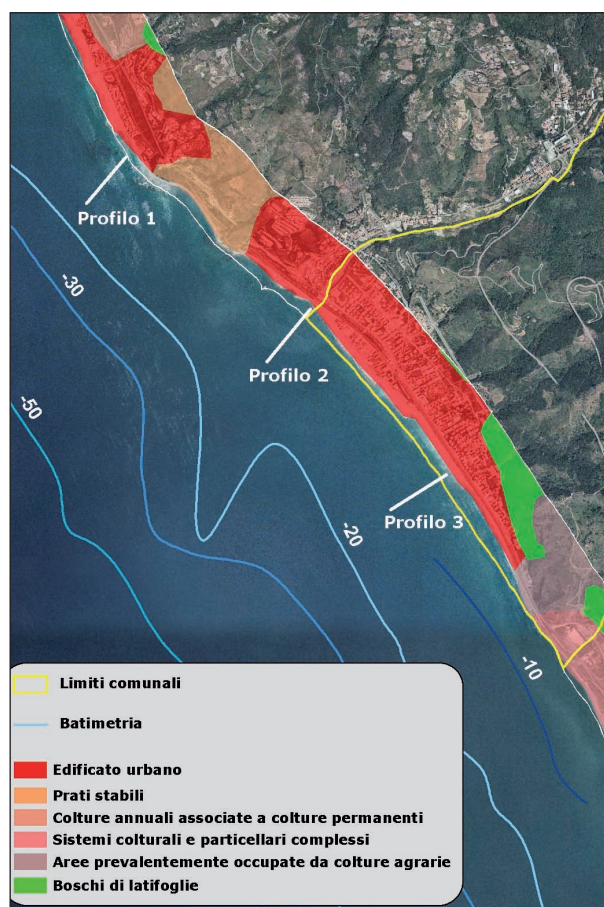 Profilo 1
-30
Profilo 2
-50
Profilo 3
-20
-10
Limiti comunali
Batimetria
Edificato urbano
Prati stabili
Colture annuali associate a colture permanenti
Sistemi colturali e particellari complessi
Aree prevalentemente occupate da colture agrarie
Boschi di latifoglie